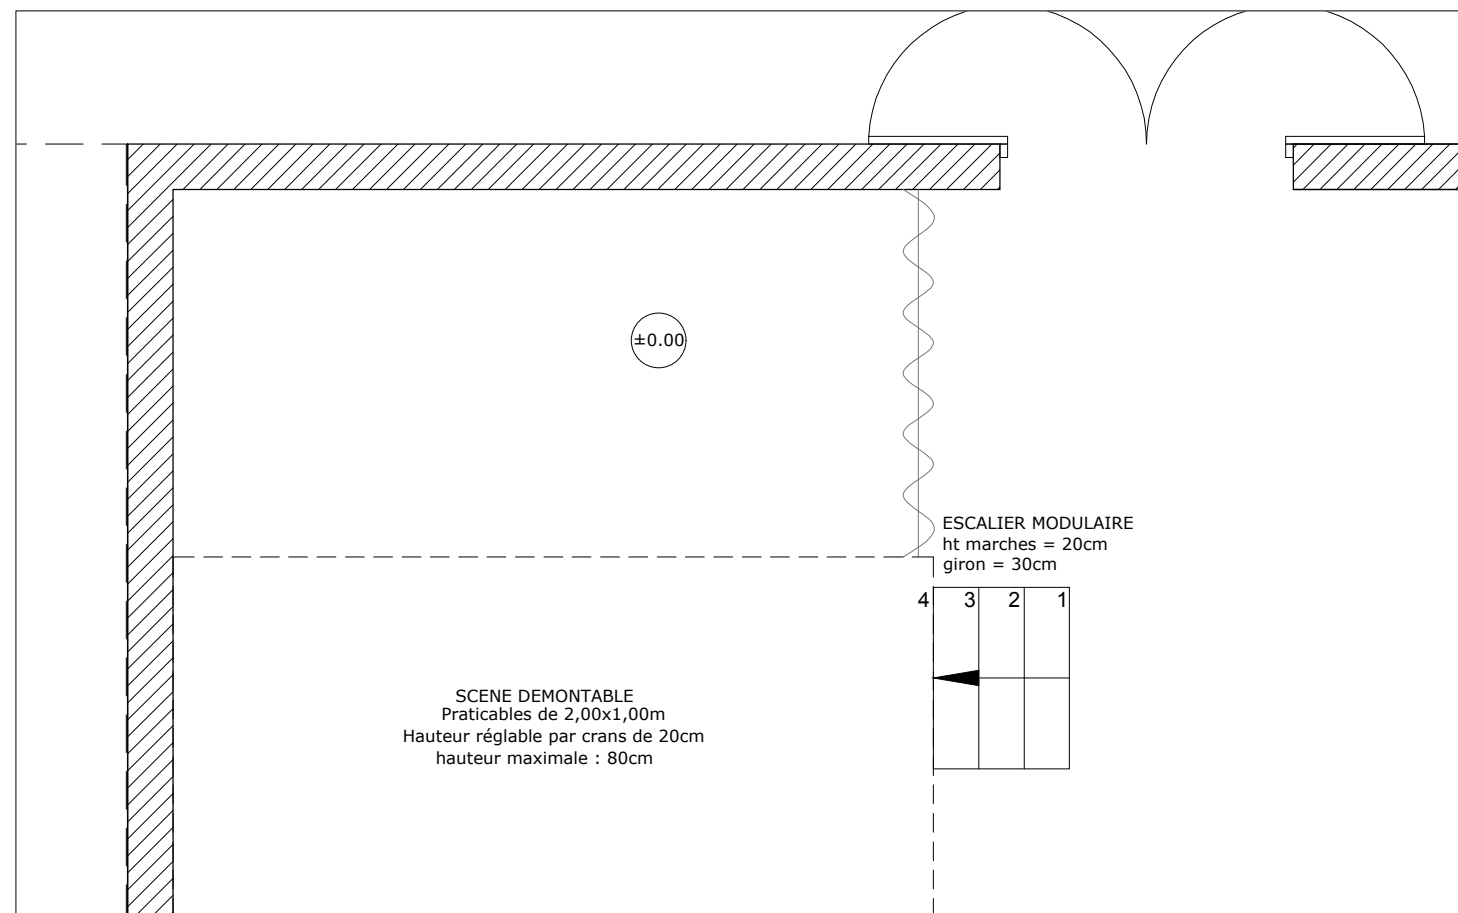 ±0.00
ESCALIER MODULAIRE
ht marches = 20cm
giron = 30cm
4 3 2 1
SCENE DEMONTABLE
Praticables de 2,00x1,00m
Hauteur réglable par crans de 20cm
hauteur maximale : 80cm